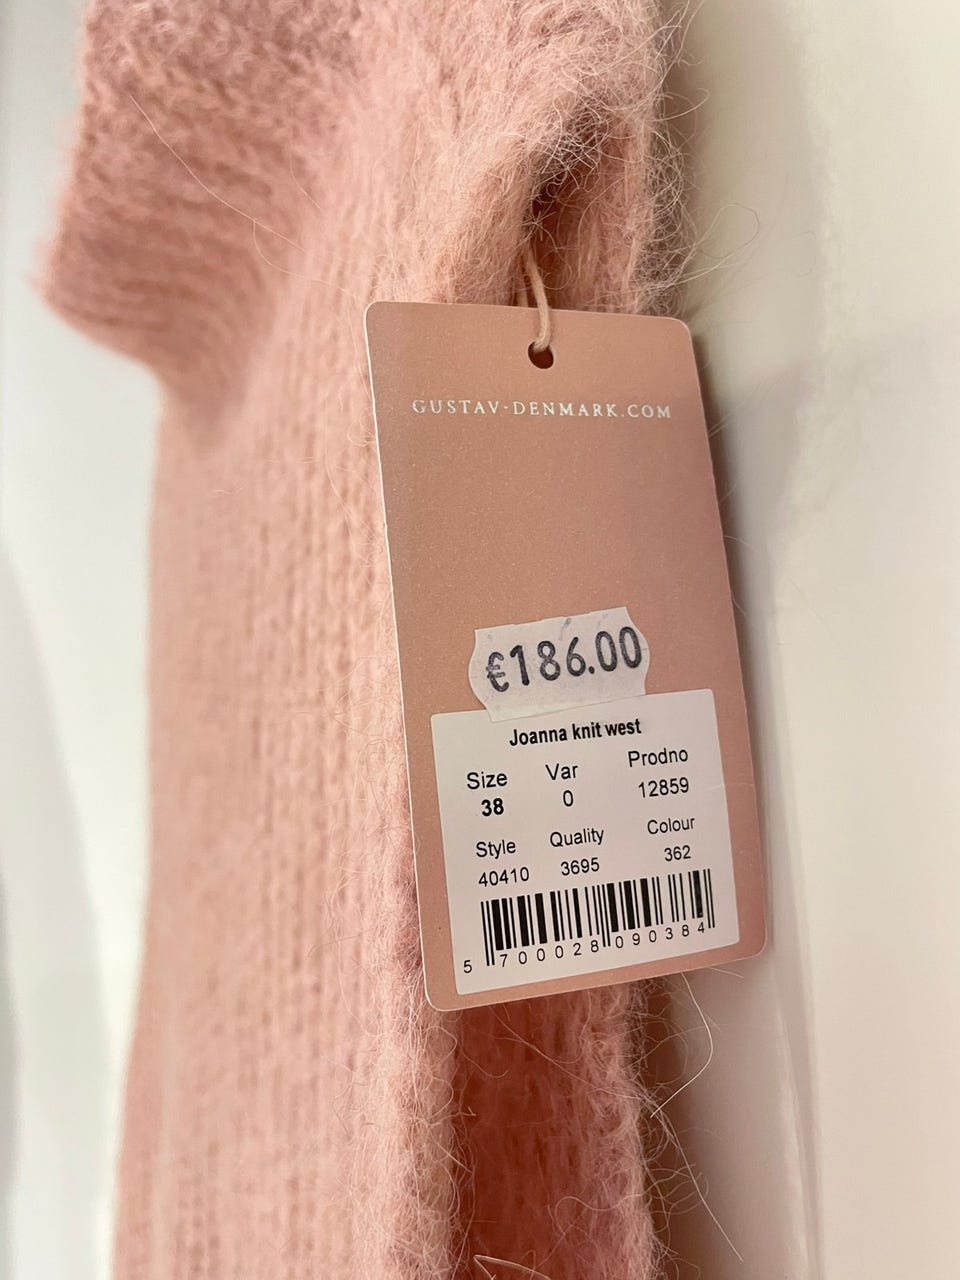 GUSTAV-DENMARK.COM
€186.00
Joanna knit west
Size Var Prodno
38 0 12859
Style Quality Colour
40410 3695 362
5 700028 090384